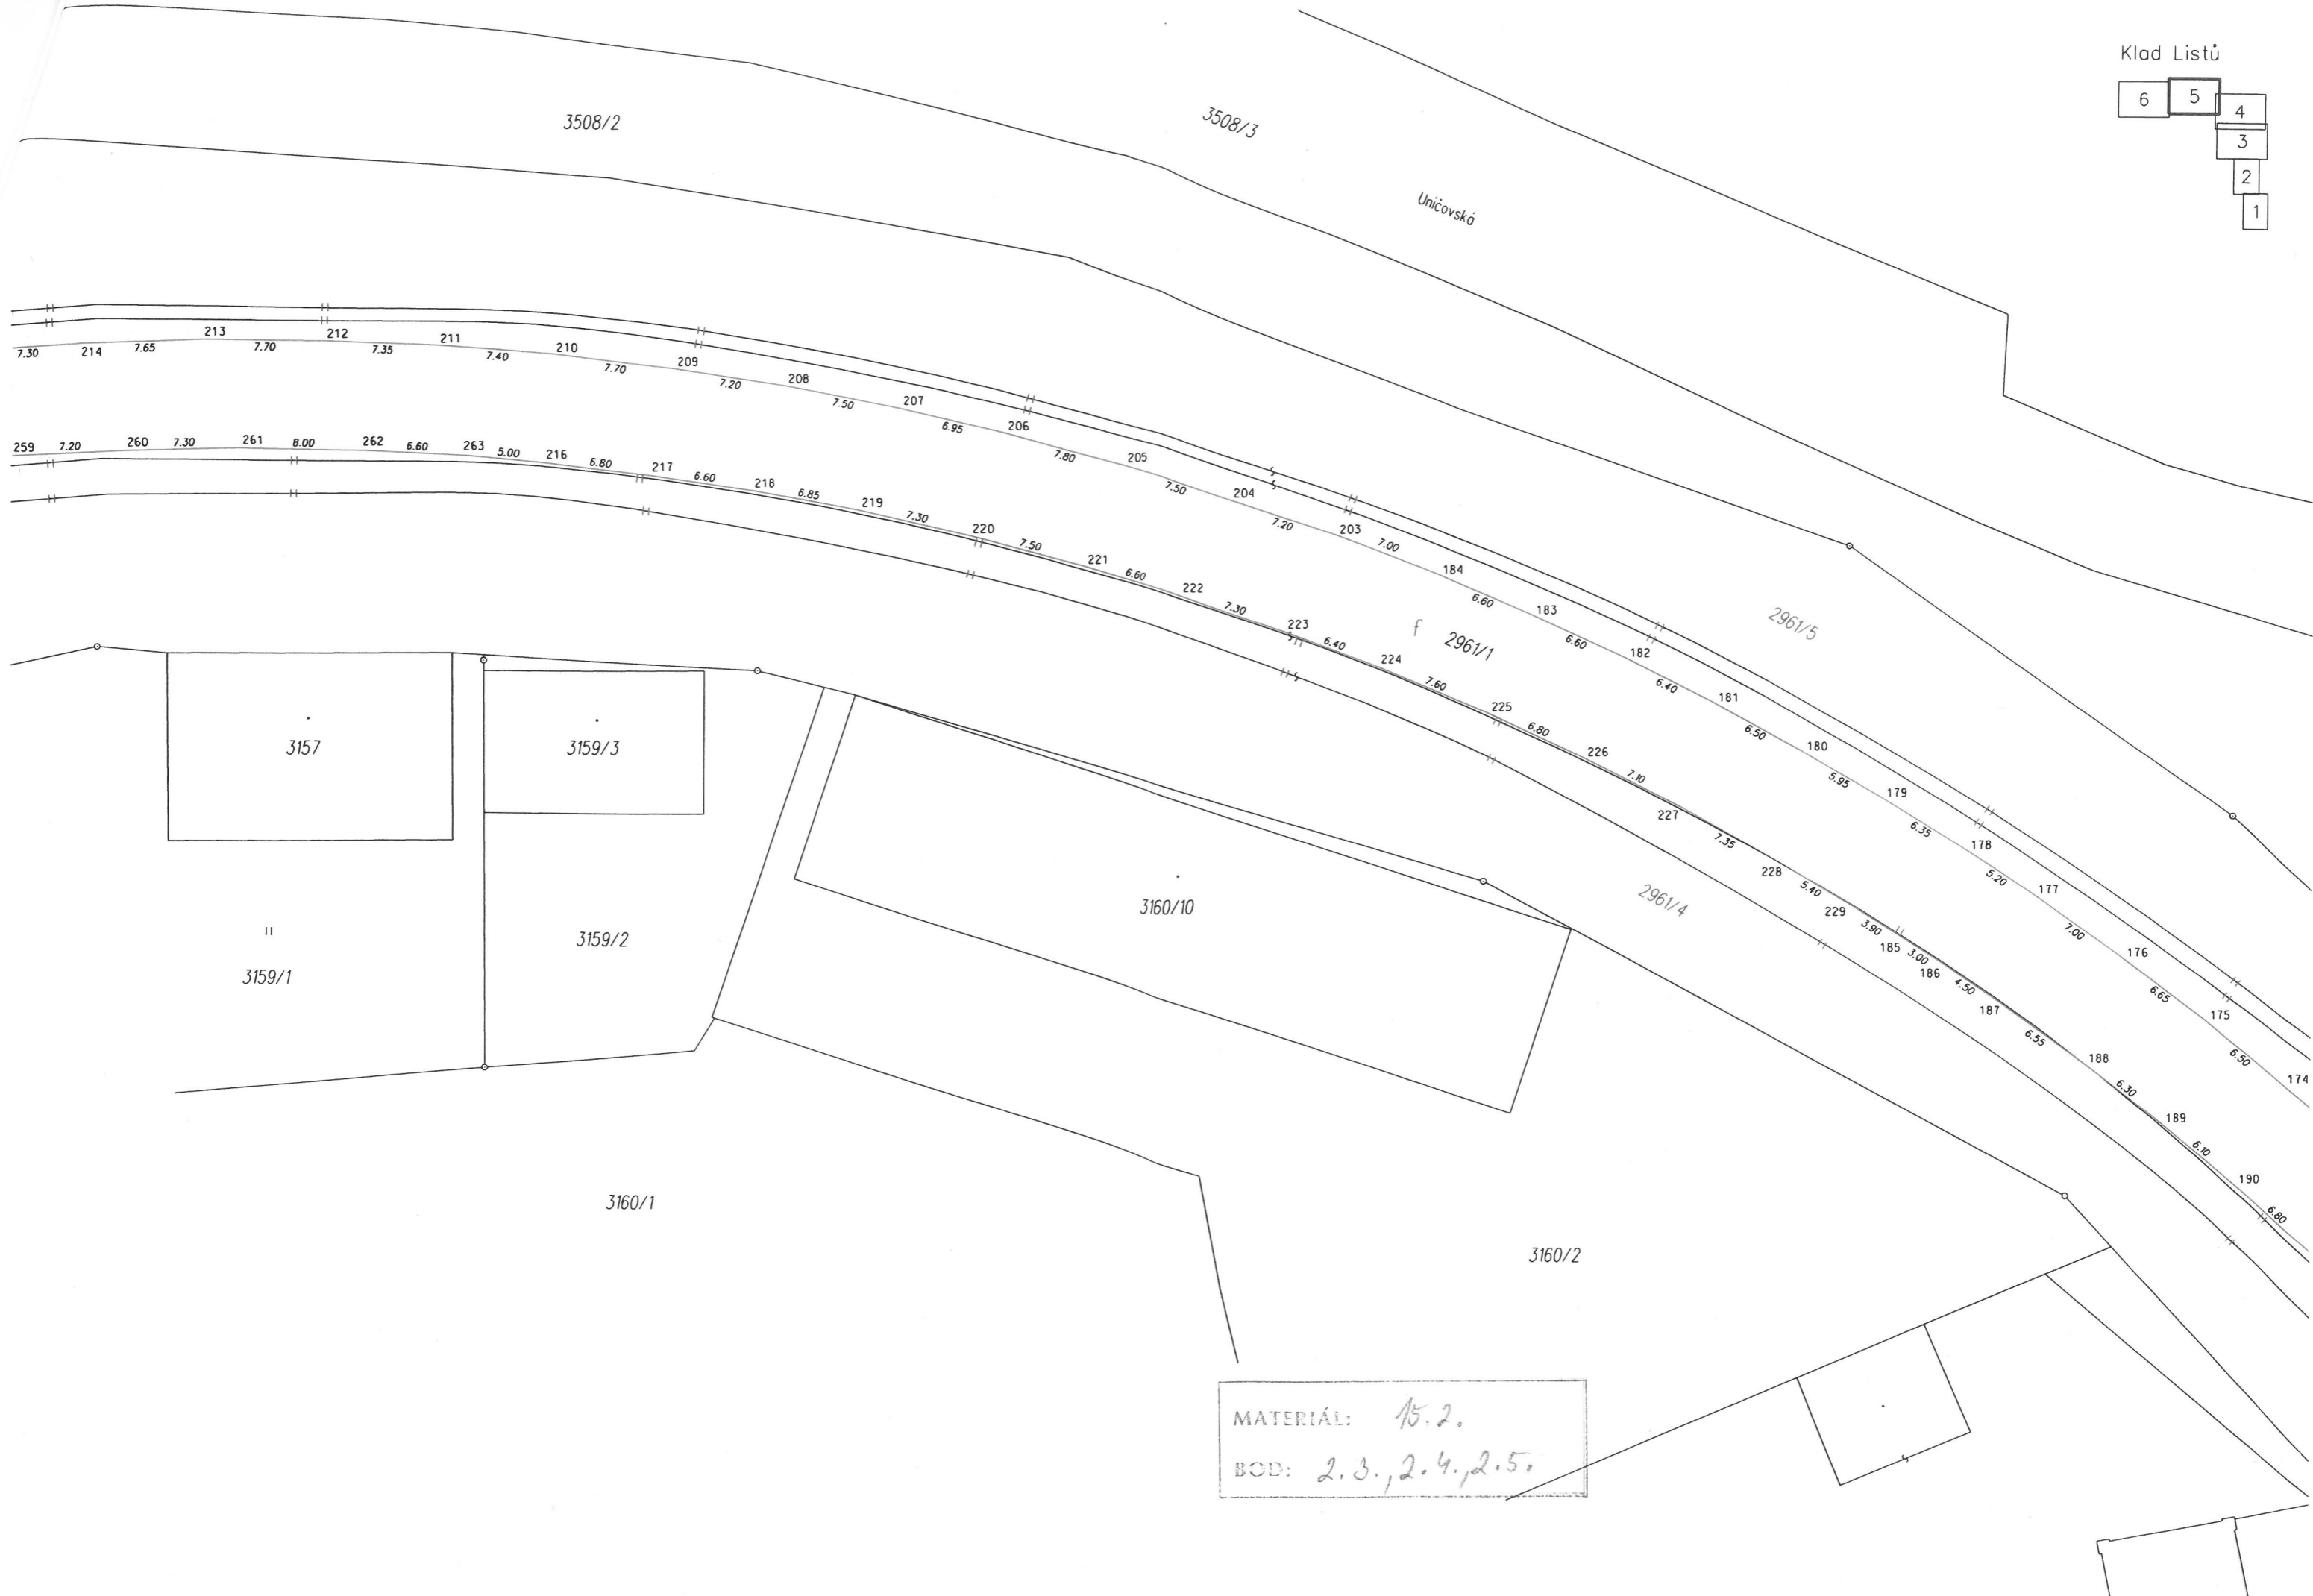 Klad Listů
6 5 4
3
2
1
3508/2
3508/3
Uničovská
213 212 211 210 209 208 207 206 205 204 203 184 183 182 181 180 179 178 177 176 175 174
7.30 214 7.65 7.70 7.35 7.40 7.70 7.20 7.50 6.95 7.80 7.50 7.20 7.00 6.60 6.60 6.40 6.50 5.95 6.35 5.20 7.00 6.65 6.50
259 7.20 260 7.30 261 8.00 262 6.60 263 5.00 216 6.80 217 6.60 218 6.85 219 7.30 220 7.50 221 6.60 222 7.30 223 6.40 224 7.60 225 6.80 226 7.10 227 7.35 228 5.40 229 3.90 185 3.00 186 4.50 187 6.55 188 6.30 189 6.10 190 6.80
2961/1
2961/5
2961/4
3157
3159/3
3160/10
3159/2
3159/1
3160/1
3160/2
MATERIÁL: 15.2.
BOD: 2.3., 2.4., 2.5.